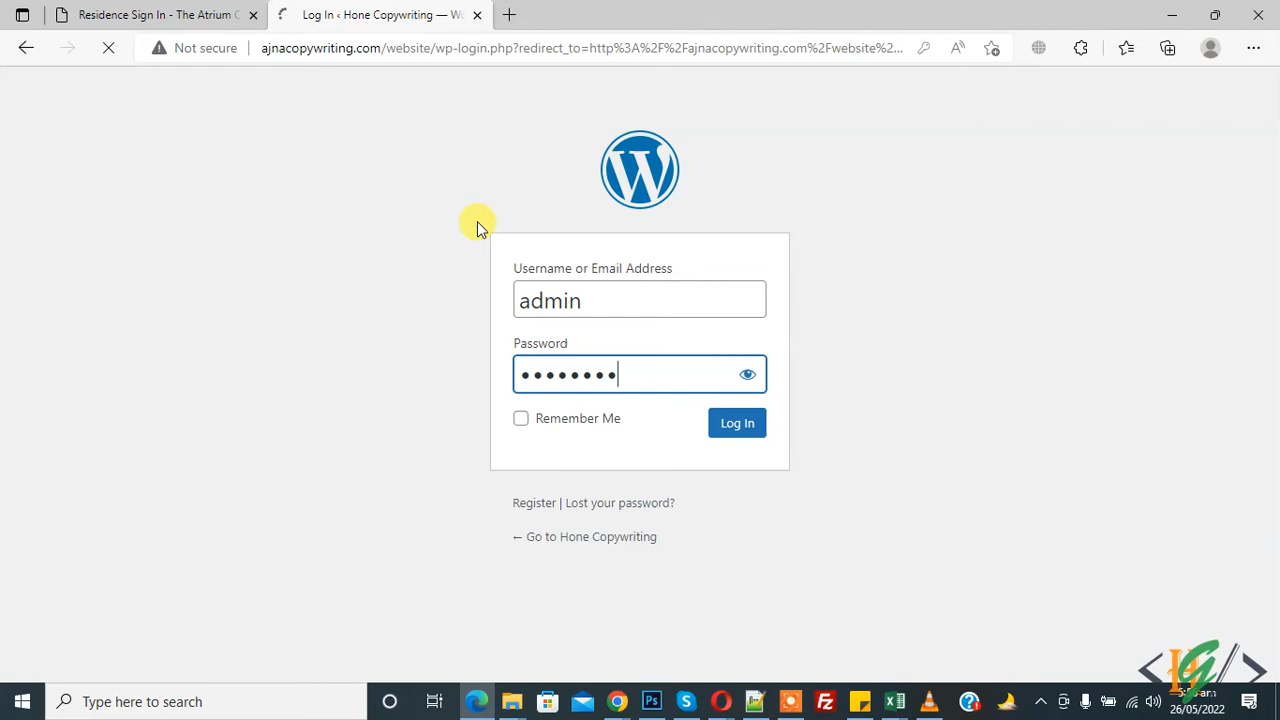 Residence Sign In - The Atrium C
Log In ‹ Hone Copywriting — Wo
Not secure
ajnacopywriting.com/website/wp-login.php?redirect_to=http%3A%2F%2Fajnacopywriting.com%2Fwebsite%2...
Username or Email Address
admin
Password
Remember Me
Log In
Register | Lost your password?
← Go to Hone Copywriting
Type here to search
26/05/2022